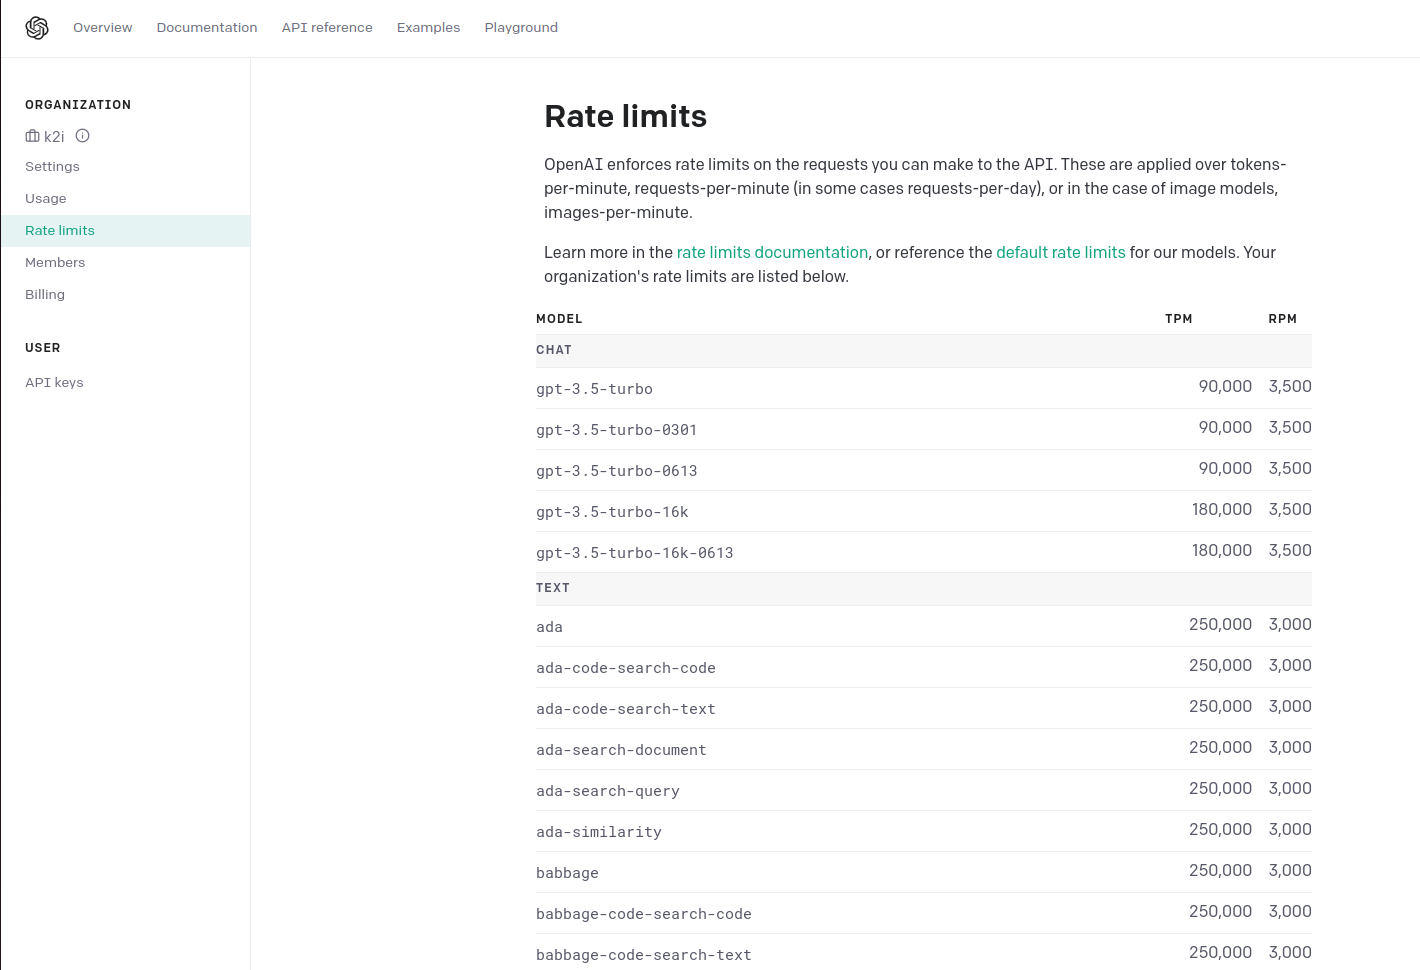 Overview Documentation API reference Examples Playground
ORGANIZATION
k2i
Settings
Usage
Rate limits
Members
Billing
USER
API keys
Rate limits
OpenAI enforces rate limits on the requests you can make to the API. These are applied over tokens-
per-minute, requests-per-minute (in some cases requests-per-day), or in the case of image models,
images-per-minute.
Learn more in the rate limits documentation, or reference the default rate limits for our models. Your
organization's rate limits are listed below.
MODEL TPM RPM
CHAT
gpt-3.5-turbo 90,000 3,500
gpt-3.5-turbo-0301 90,000 3,500
gpt-3.5-turbo-0613 90,000 3,500
gpt-3.5-turbo-16k 180,000 3,500
gpt-3.5-turbo-16k-0613 180,000 3,500
TEXT
ada 250,000 3,000
ada-code-search-code 250,000 3,000
ada-code-search-text 250,000 3,000
ada-search-document 250,000 3,000
ada-search-query 250,000 3,000
ada-similarity 250,000 3,000
babbage 250,000 3,000
babbage-code-search-code 250,000 3,000
babbage-code-search-text 250,000 3,000